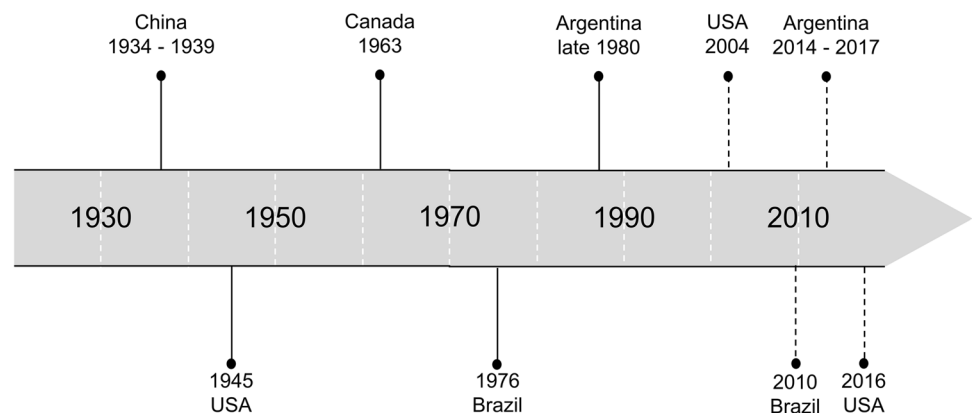 China
1934 - 1939
Canada
1963
Argentina
late 1980
USA
2004
Argentina
2014 - 2017
1930
1950
1970
1990
2010
1945
USA
1976
Brazil
2010
Brazil
2016
USA